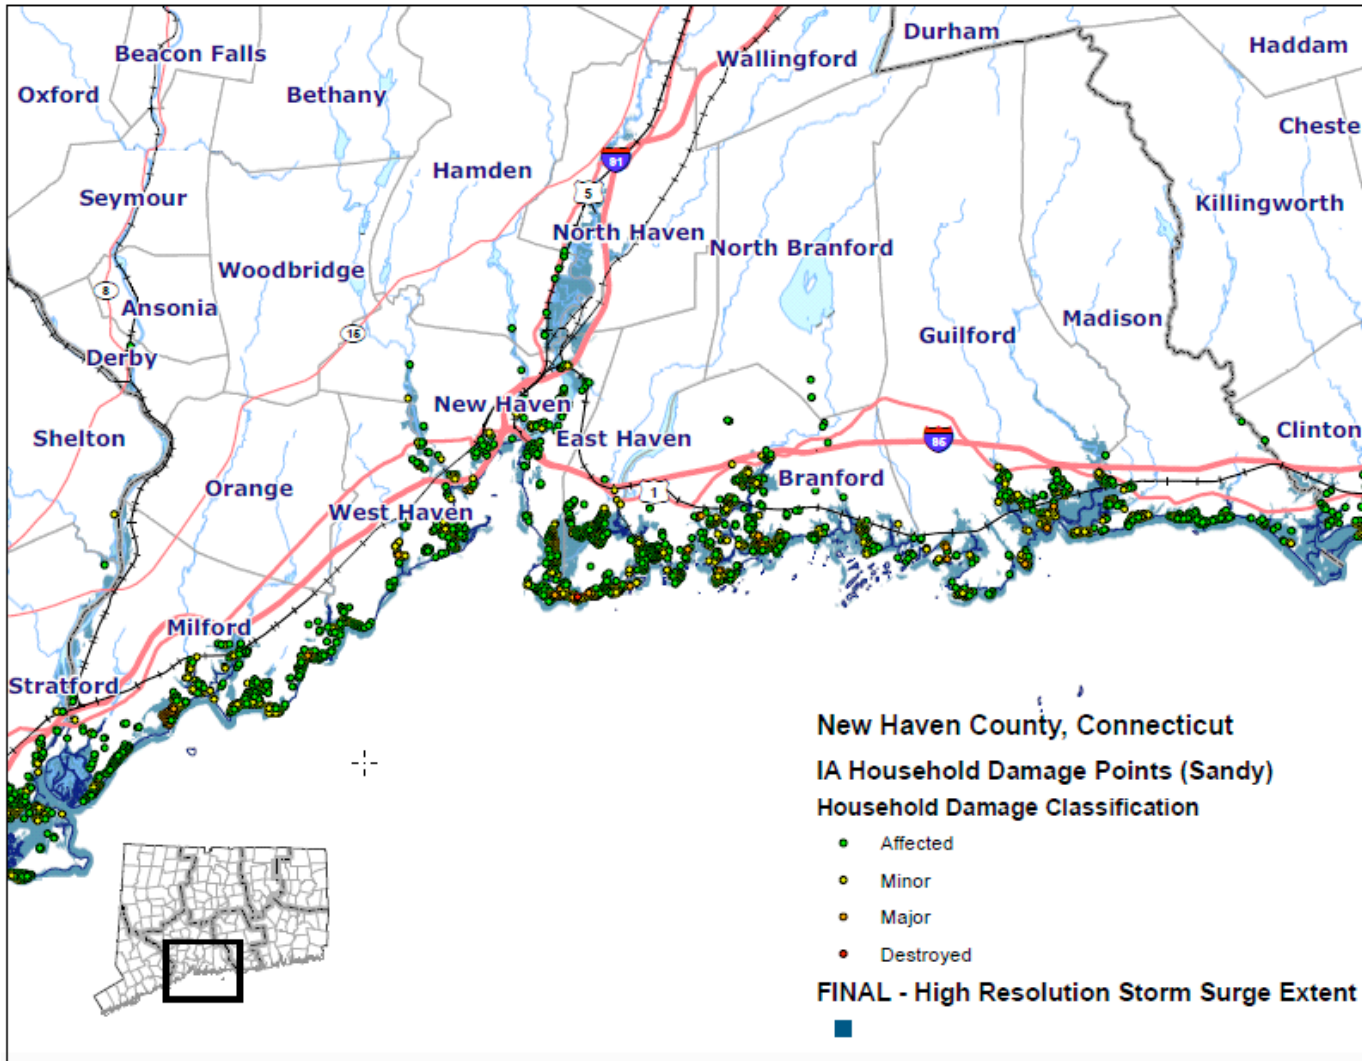 Durham
Haddam
Beacon Falls
Wallingford
Oxford
Bethany
Cheste
91
Hamden
5
Seymour
Killingworth
North Haven
North Branford
Woodbridge
8
Ansonia
15
Madison
Guilford
Derby
New Haven
Shelton
East Haven
95
Clinton
Orange
Branford
1
West Haven
Milford
Stratford
New Haven County, Connecticut
IA Household Damage Points (Sandy)
Household Damage Classification
Affected
Minor
Major
Destroyed
FINAL - High Resolution Storm Surge Extent